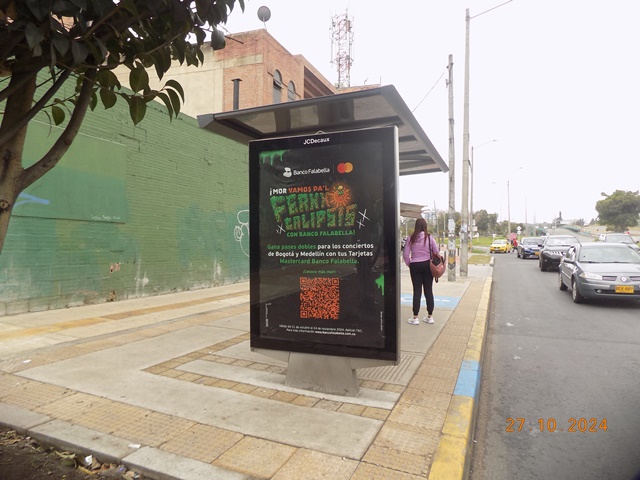 JCDecaux
Banco Falabella
¡MOR VAMOS PA'L
FERXXO
CALIPSIS
CON BANCO FALABELLA!
Gana pases dobles para los conciertos
de Bogotá y Medellín con tus Tarjetas
Mastercard Banco Falabella.
27 10 2024